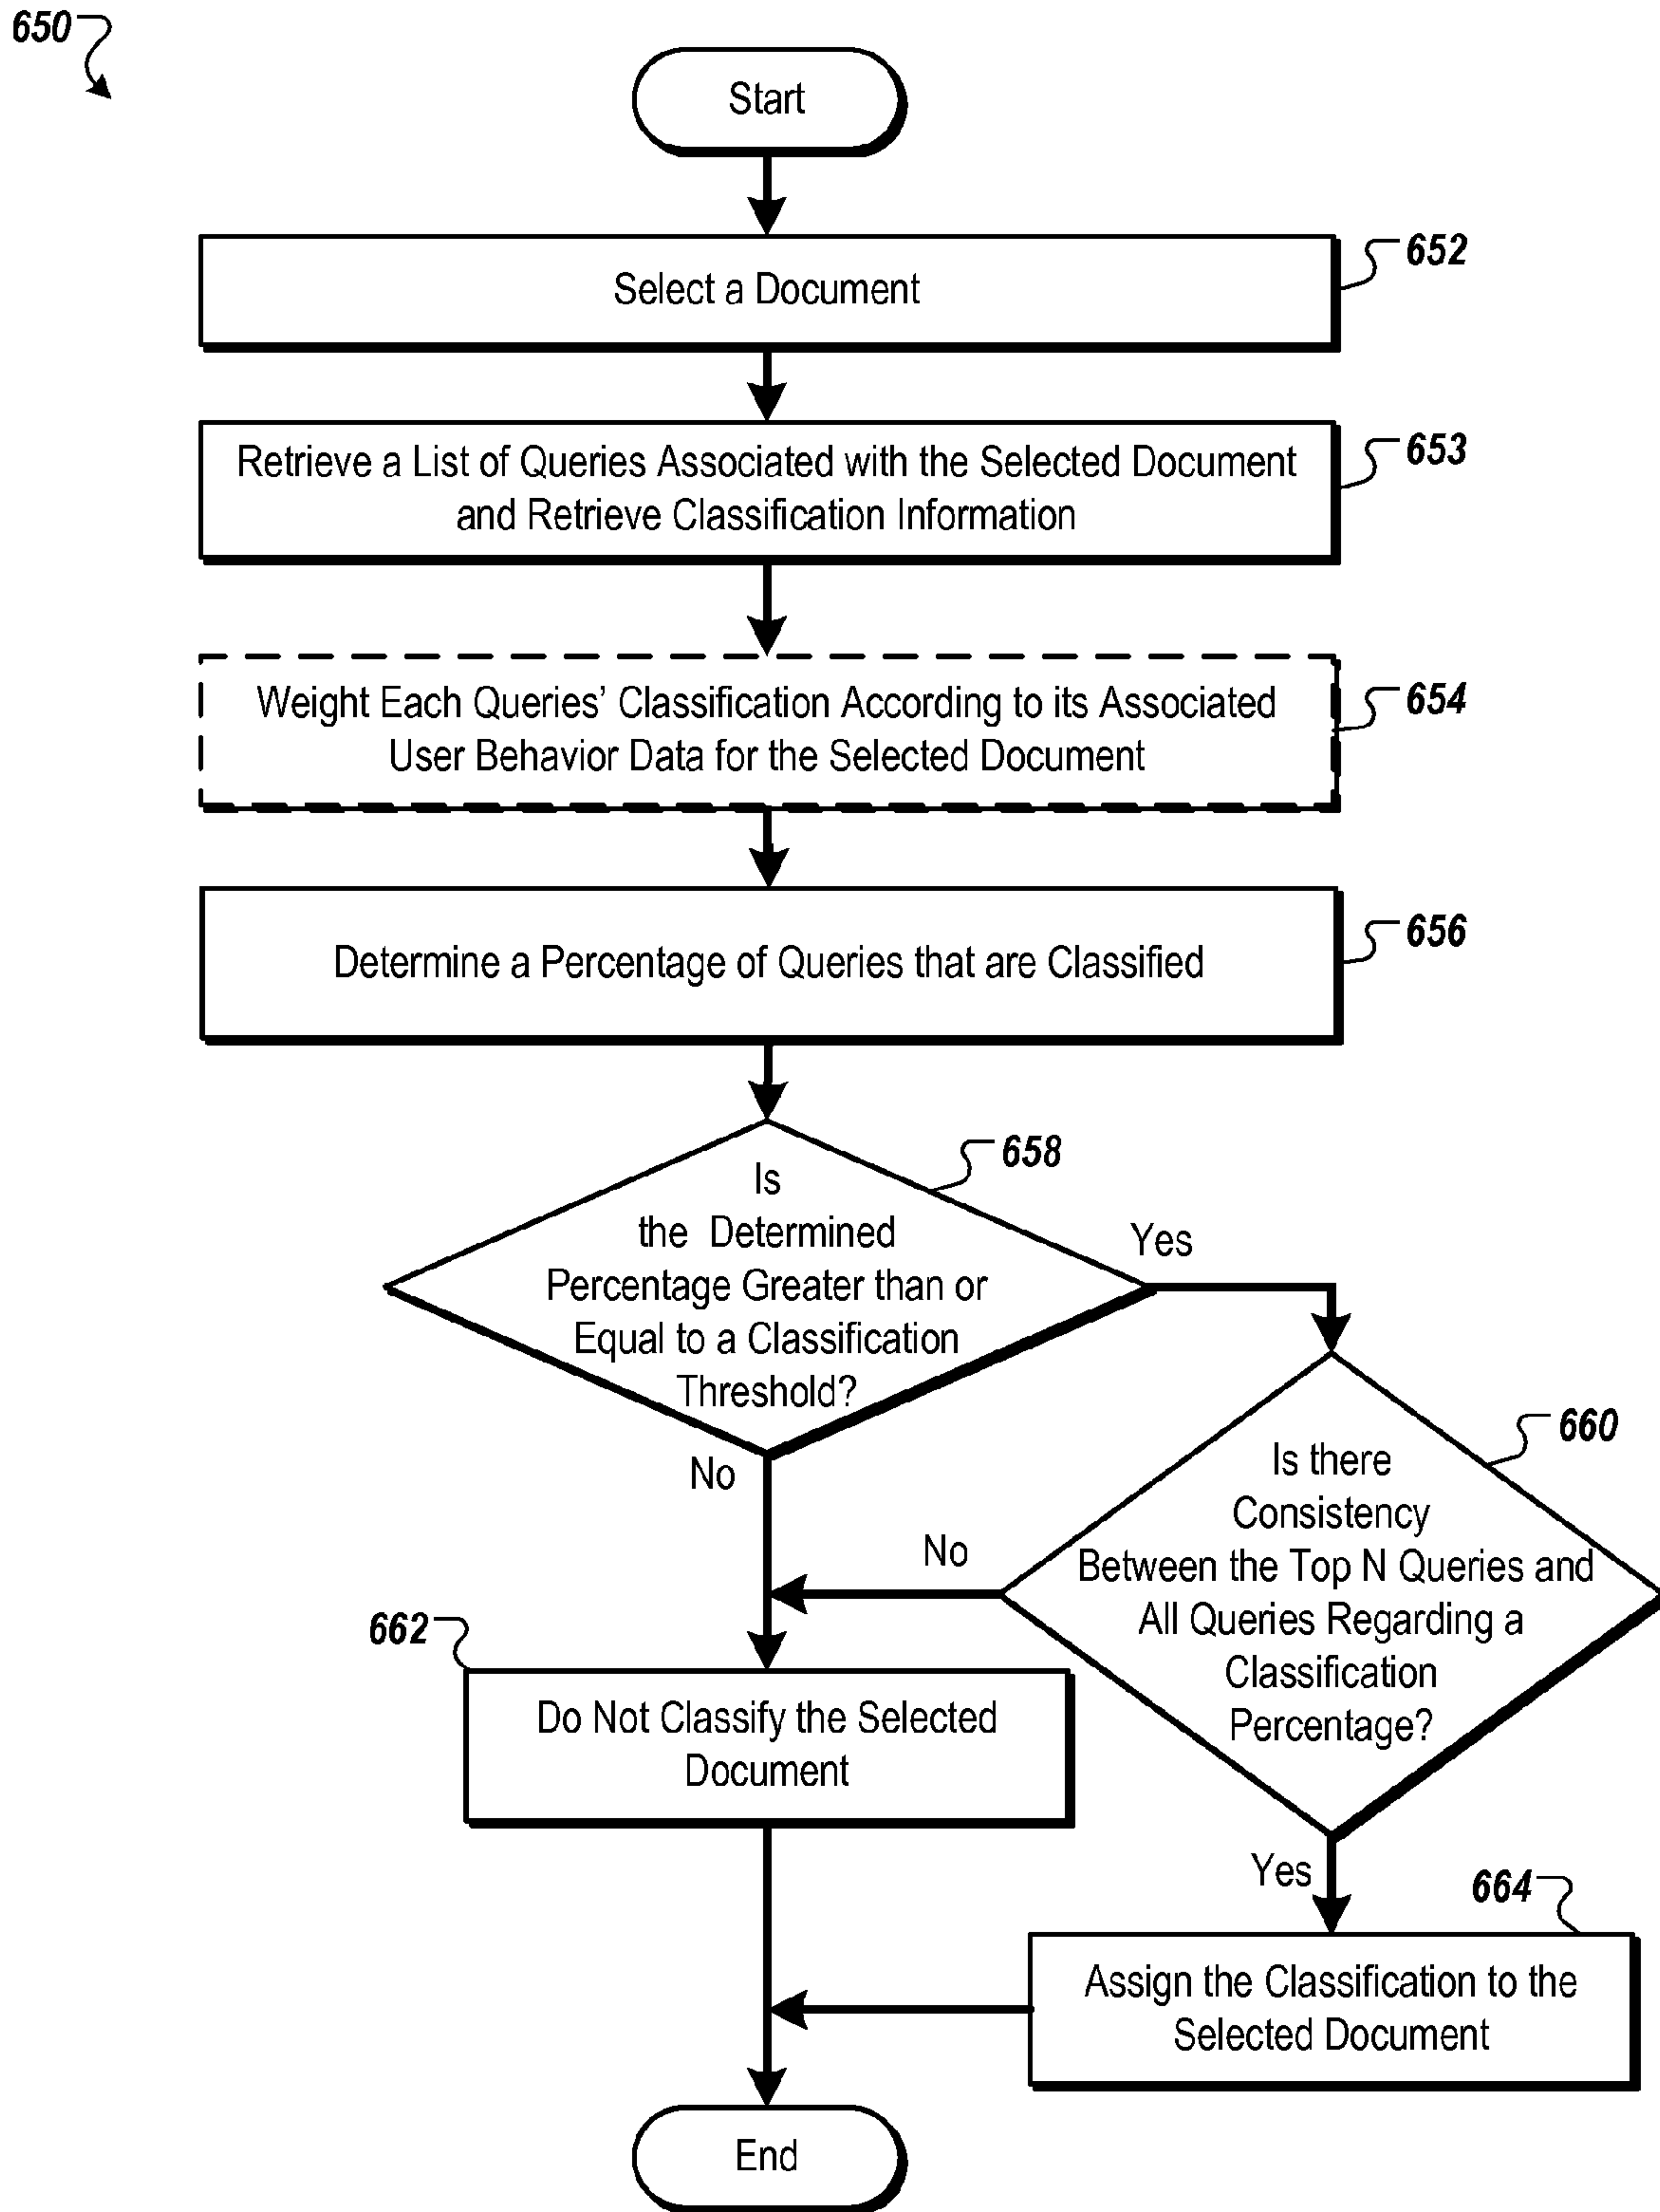 650
Start
Select a Document
652
Retrieve a List of Queries Associated with the Selected Document
and Retrieve Classification Information
653
Weight Each Queries' Classification According to its Associated
User Behavior Data for the Selected Document
654
Determine a Percentage of Queries that are Classified
656
658
Is
the Determined
Percentage Greater than or
Equal to a Classification
Threshold?
Yes
No
660
Is there
Consistency
Between the Top N Queries and
All Queries Regarding a
Classification
Percentage?
No
Yes
662
Do Not Classify the Selected
Document
664
Assign the Classification to the
Selected Document
End